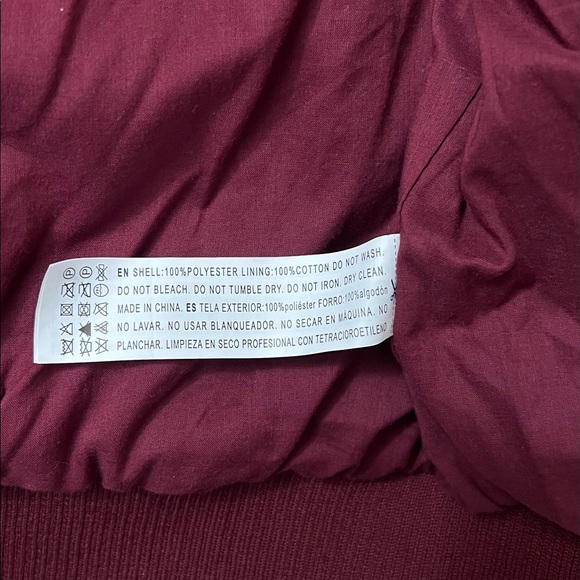 EN SHELL:100%POLYESTER LINING:100%COTTON DO NOT WASH.
DO NOT BLEACH. DO NOT TUMBLE DRY. DO NOT IRON. DRY CLEAN.
MADE IN CHINA. ES TELA EXTERIOR:100%poliéster FORRO:100%algodón
NO LAVAR. NO USAR BLANQUEADOR. NO SECAR EN MÁQUINA. NO
PLANCHAR. LIMPIEZA EN SECO PROFESIONAL CON TETRACLOROETILENO